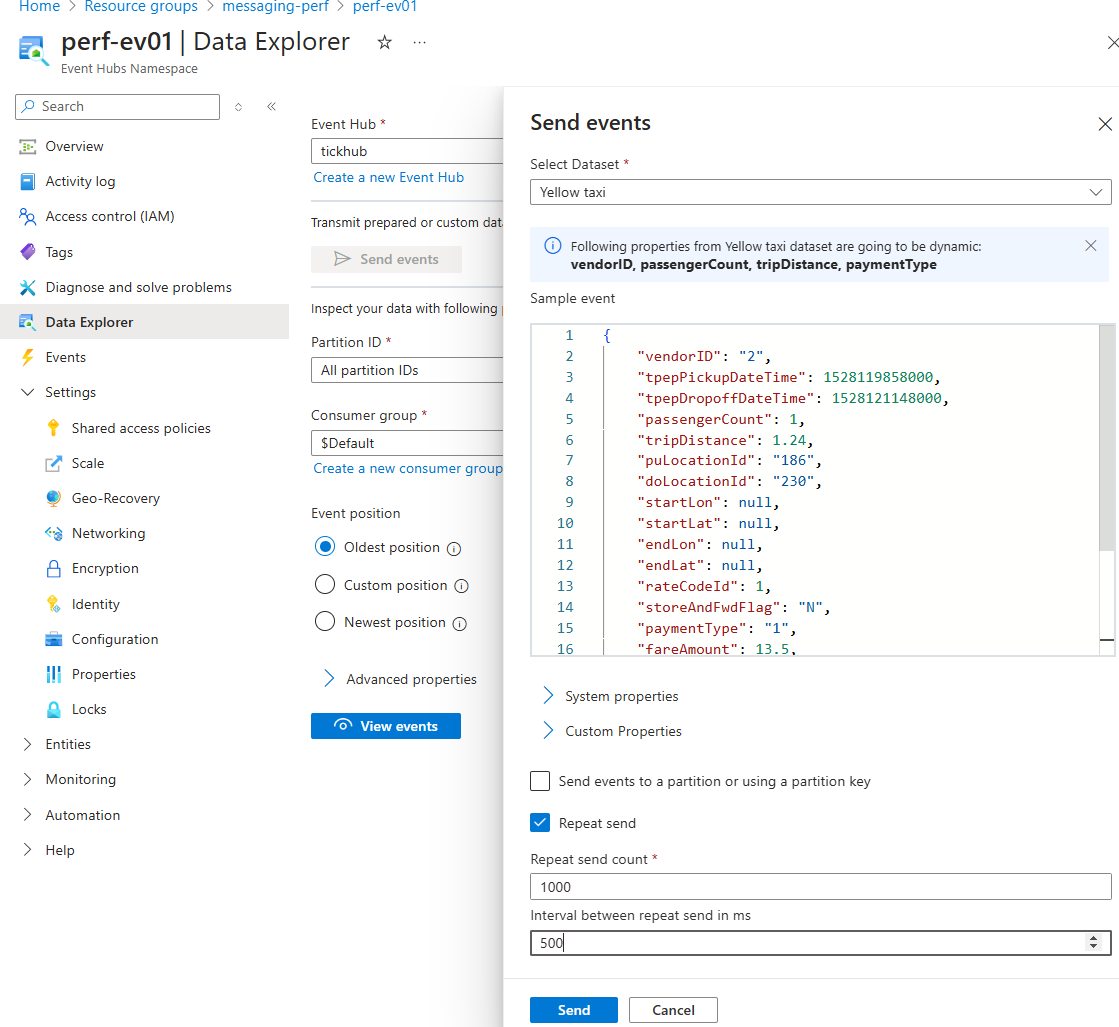 Home > Resource groups > messaging-perf > perf-ev01
perf-ev01 | Data Explorer
Event Hubs Namespace
Search
Overview
Activity log
Access control (IAM)
Tags
Diagnose and solve problems
Data Explorer
Events
Settings
Shared access policies
Scale
Geo-Recovery
Networking
Encryption
Identity
Configuration
Properties
Locks
Entities
Monitoring
Automation
Help
Event Hub *
tickhub
Create a new Event Hub
Transmit prepared or custom dat
Send events
Inspect your data with following
Partition ID *
All partition IDs
Consumer group *
$Default
Create a new consumer group
Event position
Oldest position
Custom position
Newest position
Advanced properties
View events
Send events
Select Dataset *
Yellow taxi
Following properties from Yellow taxi dataset are going to be dynamic:
vendorID, passengerCount, tripDistance, paymentType
Sample event
1 {
2 "vendorID": "2",
3 "tpepPickupDateTime": 1528119858000,
4 "tpepDropoffDateTime": 1528121148000,
5 "passengerCount": 1,
6 "tripDistance": 1.24,
7 "puLocationId": "186",
8 "doLocationId": "230",
9 "startLon": null,
10 "startLat": null,
11 "endLon": null,
12 "endLat": null,
13 "rateCodeId": 1,
14 "storeAndFwdFlag": "N",
15 "paymentType": "1",
16 "fareAmount": 13.5,
System properties
Custom Properties
Send events to a partition or using a partition key
Repeat send
Repeat send count *
1000
Interval between repeat send in ms
500
Send
Cancel